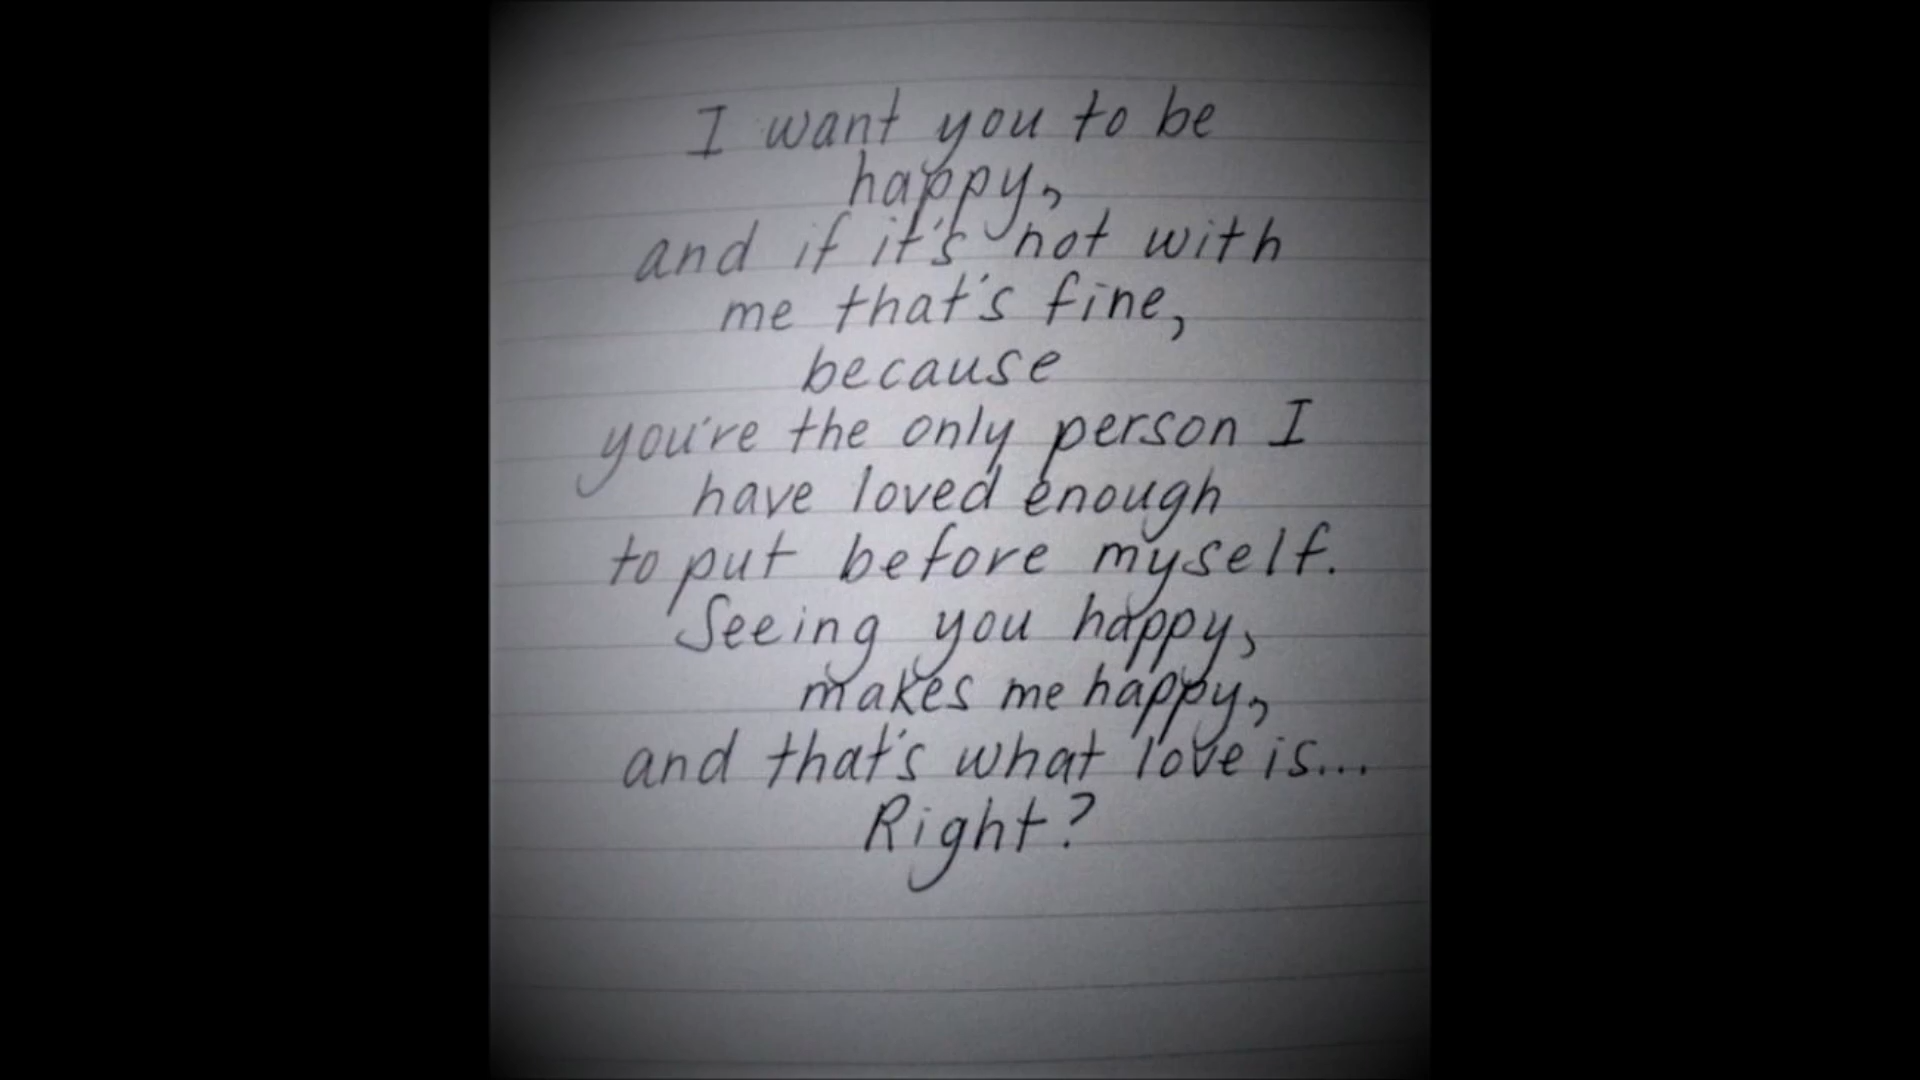 I want you to be
happy,
and if it's not with
me that's fine,
because
you're the only person I
have loved enough
to put before myself.
Seeing you happy,
makes me happy,
and that's what love is...
Right?